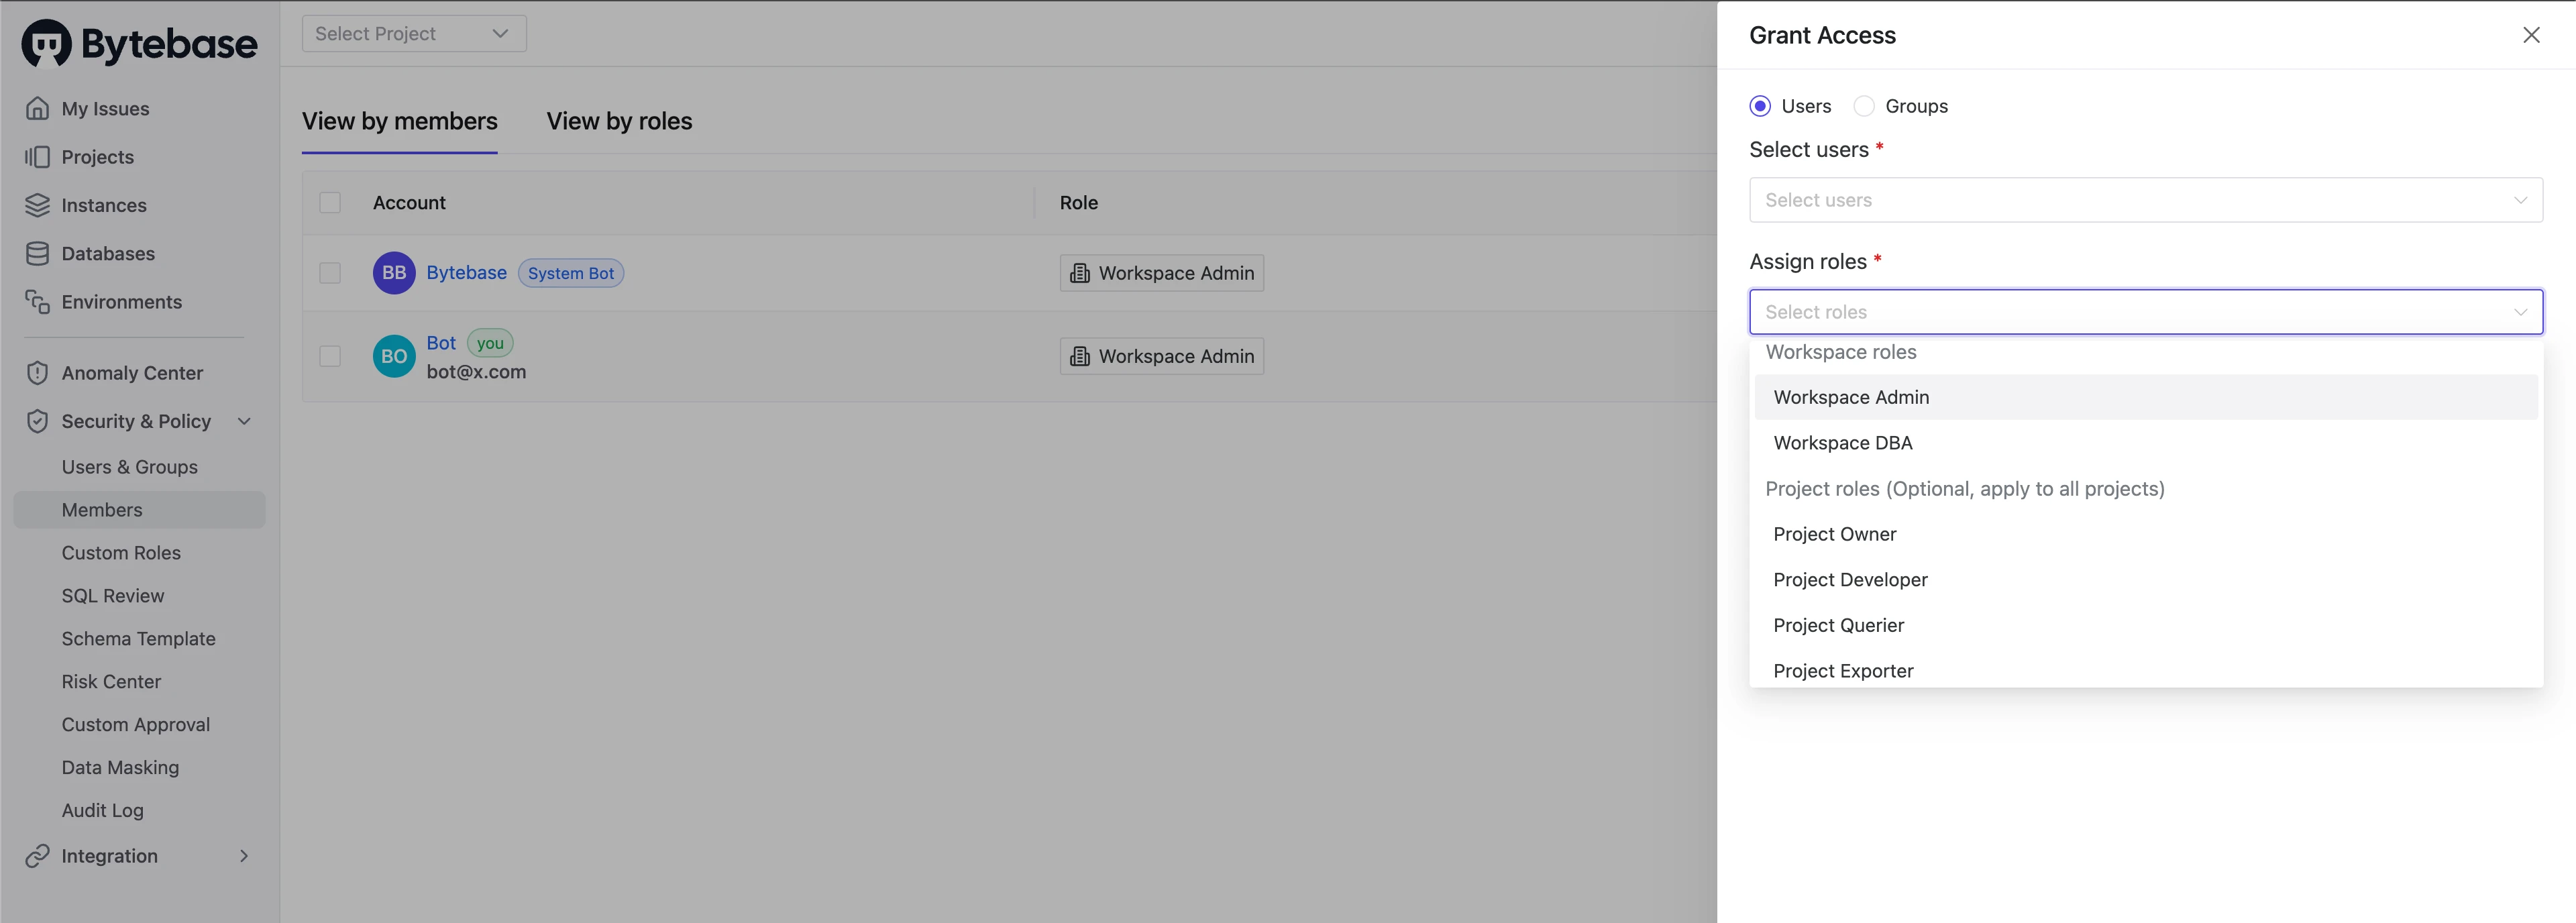 Bytebase
My Issues
Projects
Instances
Databases
Environments
Anomaly Center
Security & Policy
Users & Groups
Members
Custom Roles
SQL Review
Schema Template
Risk Center
Custom Approval
Data Masking
Audit Log
Integration
Select Project
View by members View by roles
Account Role
BB Bytebase System Bot Workspace Admin
BO Bot you Workspace Admin
bot@x.com
Grant Access
Users Groups
Select users *
Select users
Assign roles *
Select roles
Workspace roles
Workspace Admin
Workspace DBA
Project roles (Optional, apply to all projects)
Project Owner
Project Developer
Project Querier
Project Exporter